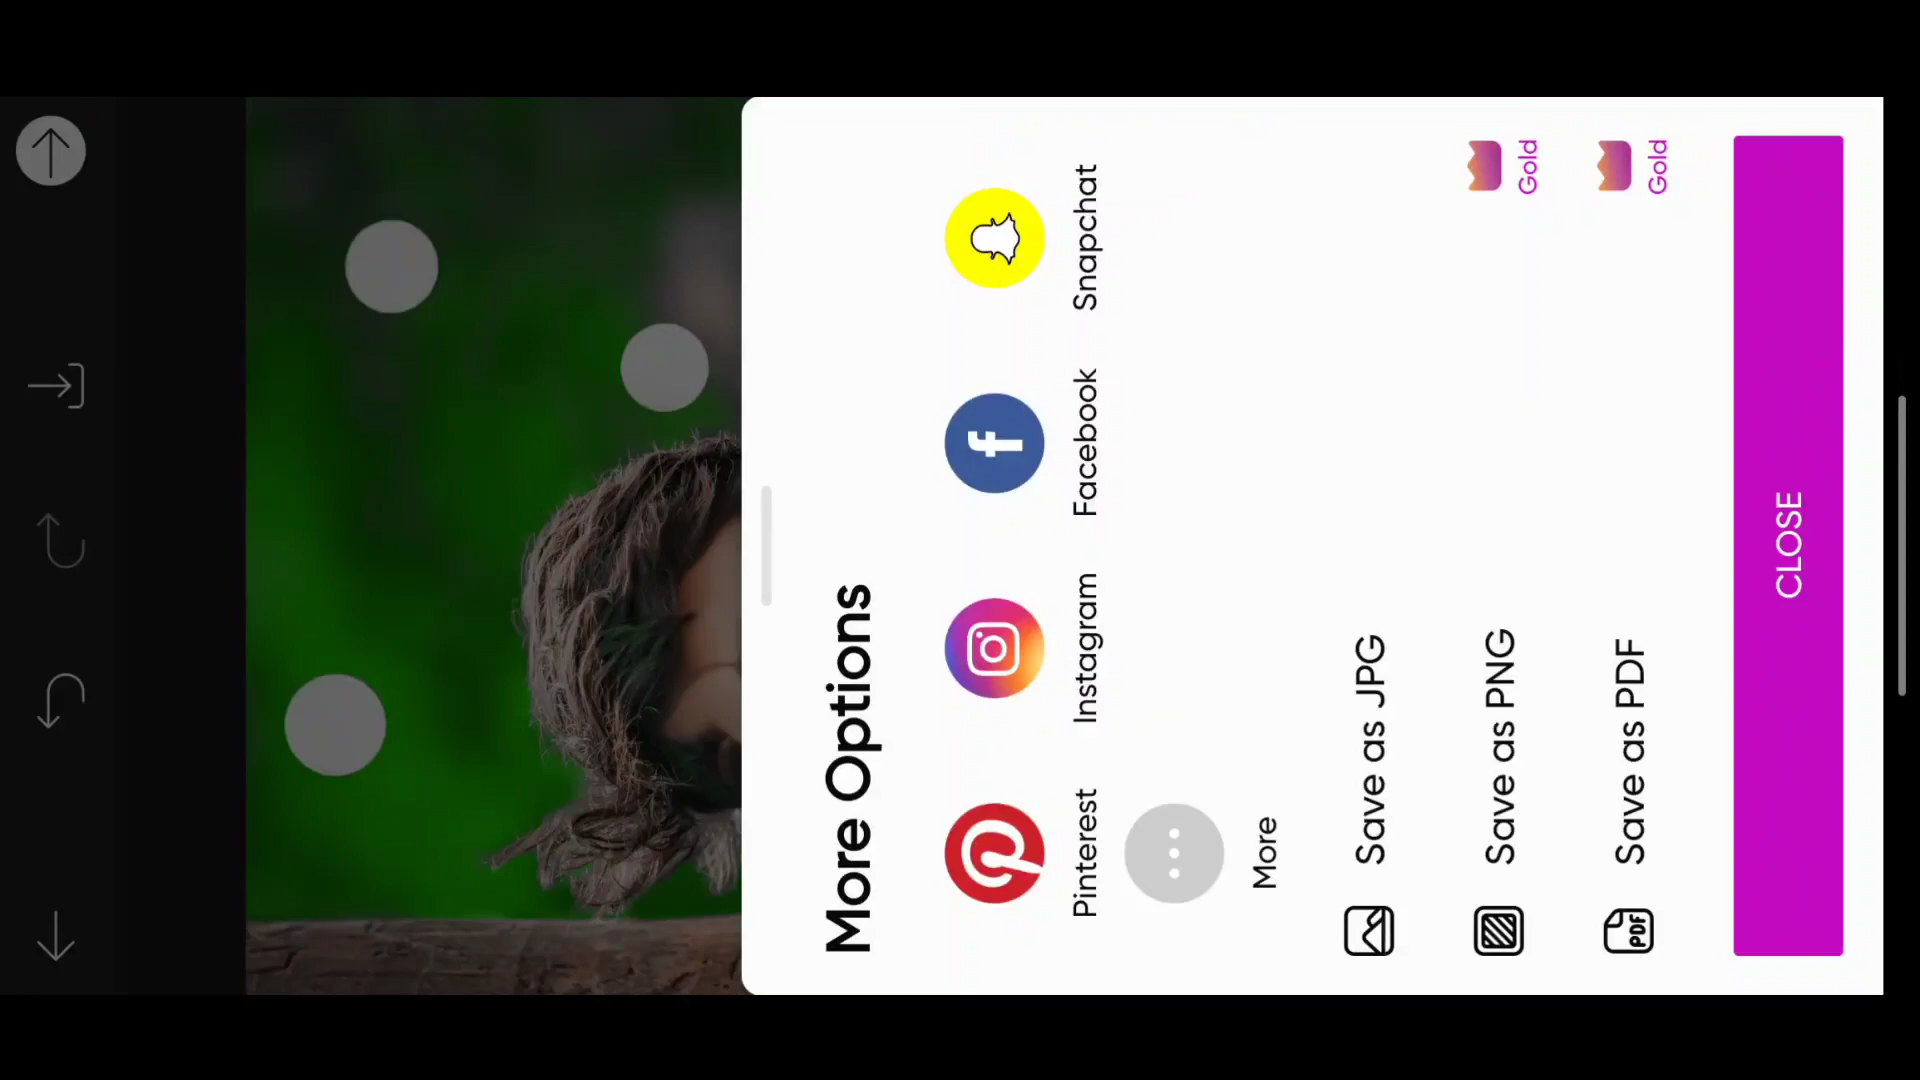 More Options
Pinterest
Instagram
Facebook
Snapchat
More
Save as JPG
Save as PNG
Gold
PDF
Save as PDF
Gold
CLOSE